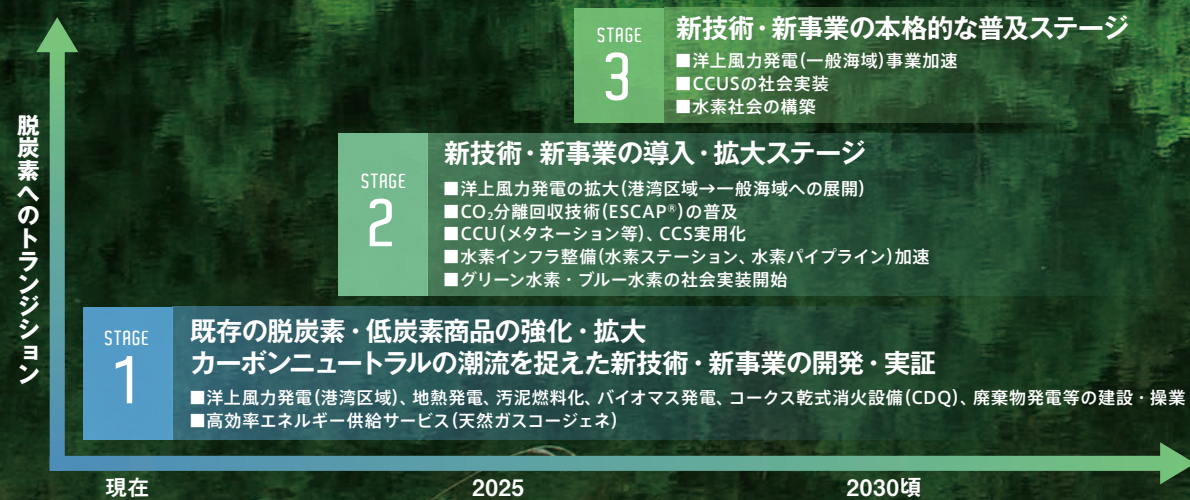 脱炭素へのトランジション
STAGE
3
新技術・新事業の本格的な普及ステージ
■洋上風力発電(一般海域)事業加速
■CCUSの社会実装
■水素社会の構築
STAGE
2
新技術・新事業の導入・拡大ステージ
■洋上風力発電の拡大(港湾区域→一般海域への展開)
■CO₂分離回収技術(ESCAP®)の普及
■CCU(メタネーション等)、CCS実用化
■水素インフラ整備(水素ステーション、水素パイプライン)加速
■グリーン水素・ブルー水素の社会実装開始
STAGE
1
既存の脱炭素・低炭素商品の強化・拡大
カーボンニュートラルの潮流を捉えた新技術・新事業の開発・実証
■洋上風力発電(港湾区域)、地熱発電、汚泥燃料化、バイオマス発電、コークス乾式消火設備(CDQ)、廃棄物発電等の建設・操業
■高効率エネルギー供給サービス(天然ガスコージェネ)
現在
2025
2030頃